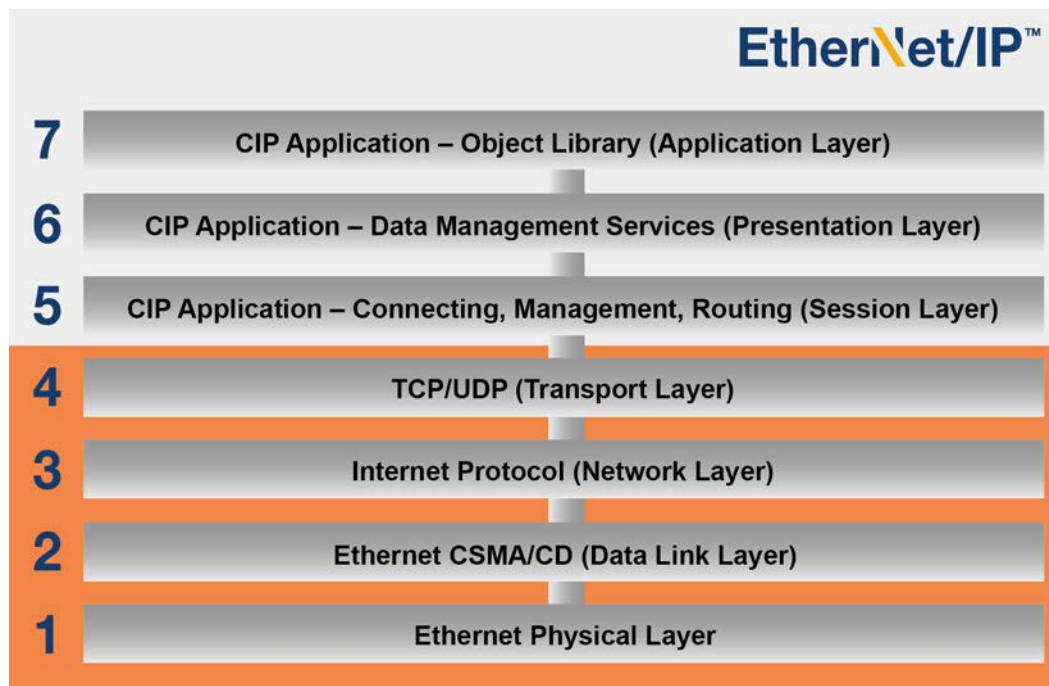 EtherNet/IP™
7 CIP Application – Object Library (Application Layer)
6 CIP Application – Data Management Services (Presentation Layer)
5 CIP Application – Connecting, Management, Routing (Session Layer)
4 TCP/UDP (Transport Layer)
3 Internet Protocol (Network Layer)
2 Ethernet CSMA/CD (Data Link Layer)
1 Ethernet Physical Layer